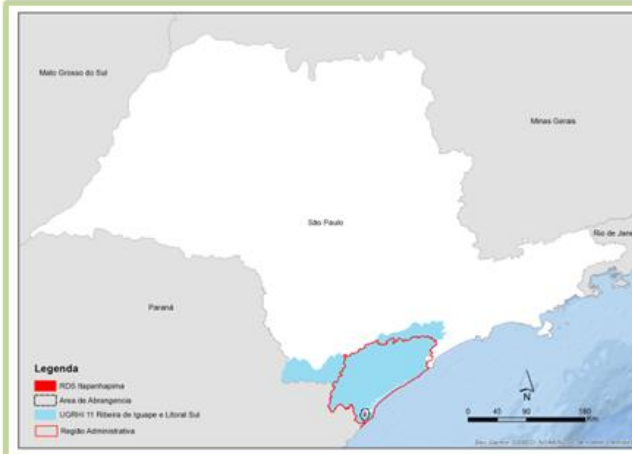 Mato Grosso do Sul
Minas Gerais
São Paulo
Rio de Jane
Paraná
Legenda
RDS Itapanhapima
Área de Abrangencia
UGRHI 11 Ribeira de Iguape e Litoral Sul
Região Administrativa
N
0 40 80 160
Km